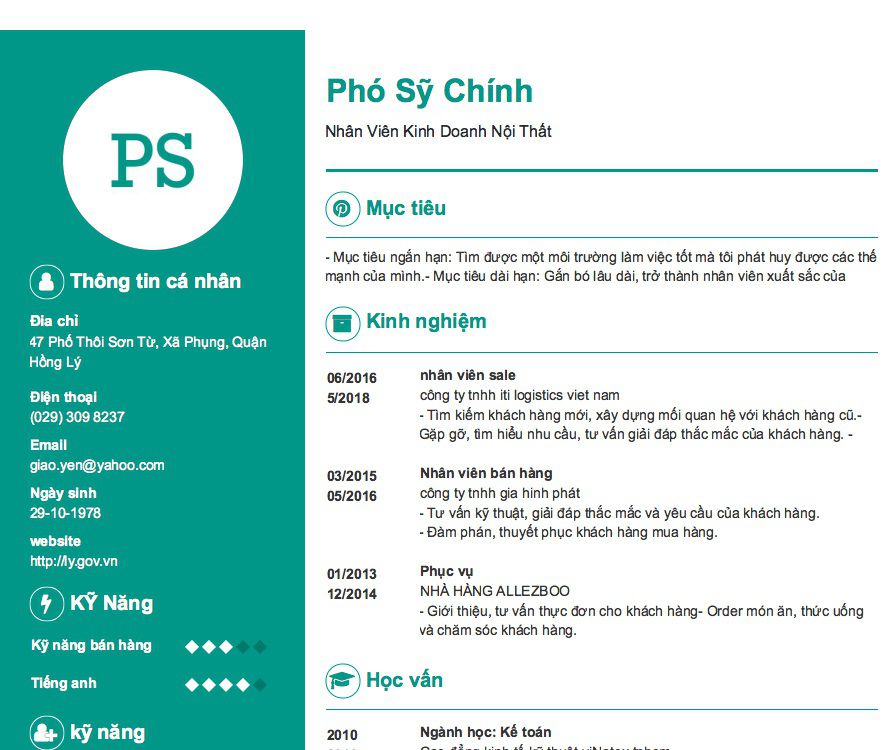 PS
Thông tin cá nhân
Địa chỉ
47 Phố Thôi Sơn Từ, Xã Phụng, Quận
Hồng Lý
Điện thoại
(029) 309 8237
Email
giao.yen@yahoo.com
Ngày sinh
29-10-1978
website
http://ly.gov.vn
KỸ Năng
Kỹ năng bán hàng
Tiếng anh
kỹ năng
Phó Sỹ Chính
Nhân Viên Kinh Doanh Nội Thất
Mục tiêu
- Mục tiêu ngắn hạn: Tìm được một môi trường làm việc tốt mà tôi phát huy được các thế
mạnh của mình.- Mục tiêu dài hạn: Gắn bó lâu dài, trở thành nhân viên xuất sắc của
Kinh nghiệm
06/2016
5/2018
nhân viên sale
công ty tnhh iti logistics viet nam
- Tìm kiếm khách hàng mới, xây dựng mối quan hệ với khách hàng cũ.-
Gặp gỡ, tìm hiểu nhu cầu, tư vấn giải đáp thắc mắc của khách hàng. -
03/2015
05/2016
Nhân viên bán hàng
công ty tnhh gia hinh phát
- Tư vấn kỹ thuật, giải đáp thắc mắc và yêu cầu của khách hàng.
- Đàm phán, thuyết phục khách hàng mua hàng.
01/2013
12/2014
Phục vụ
NHÀ HÀNG ALLEZBOO
- Giới thiệu, tư vấn thực đơn cho khách hàng- Order món ăn, thức uống
và chăm sóc khách hàng.
Học vấn
2010
Ngành học: Kế toán